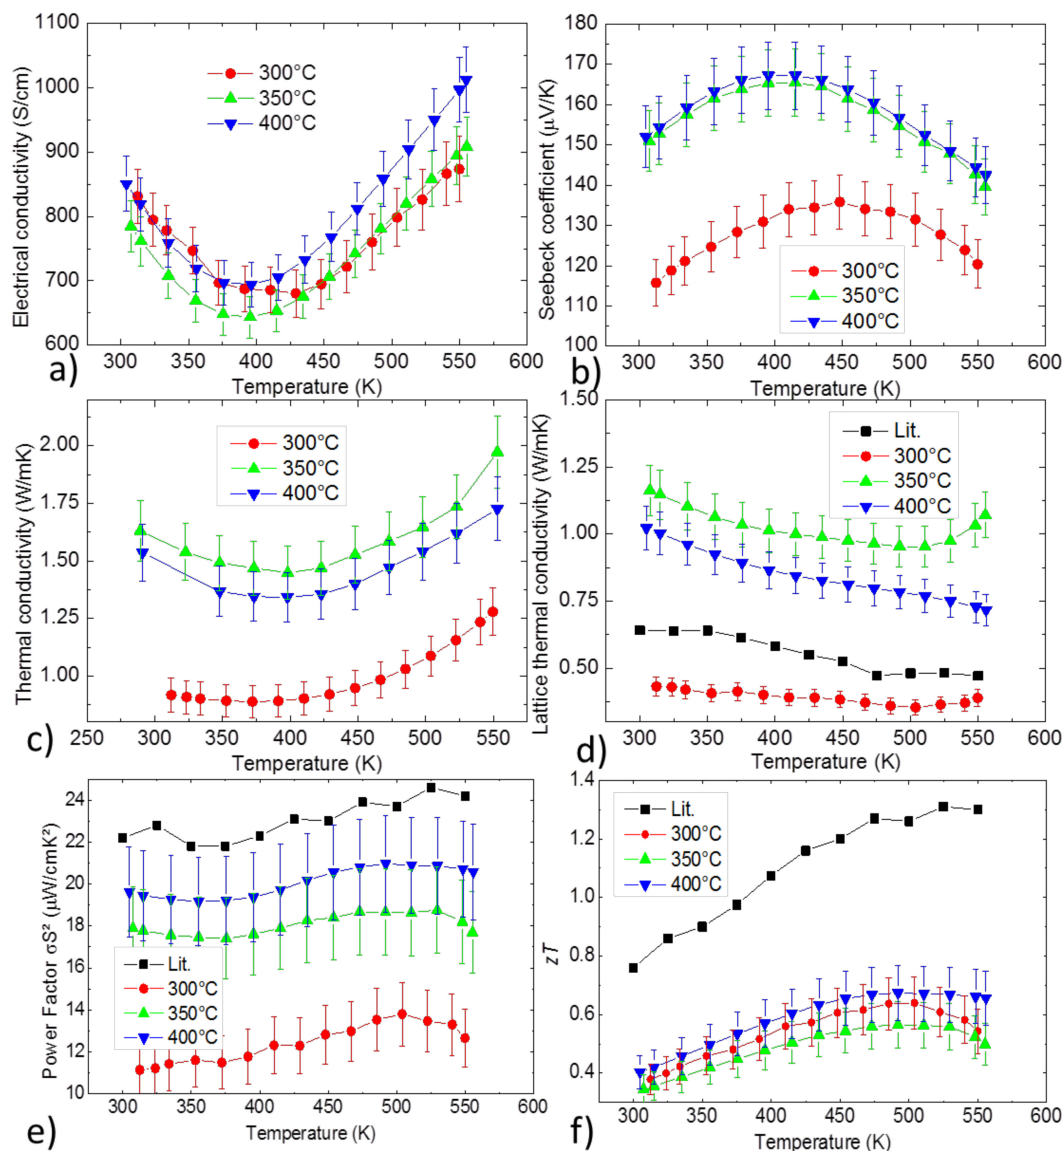 1100
1000
900
800
700
600
Electrical conductivity (S/cm)
300°C
350°C
400°C
300 350 400 450 500 550 600
Temperature (K)
a)
180
170
160
150
140
130
120
110
100
Seebeck coefficient (µV/K)
300°C
350°C
400°C
300 350 400 450 500 550 600
Temperature (K)
b)
2.00
1.75
1.50
1.25
1.00
Thermal conductivity (W/mK)
300°C
350°C
400°C
250 300 350 400 450 500 550
Temperature (K)
c)
1.50
1.25
1.00
0.75
0.50
Lattice thermal conductivity (W/mK)
Lit.
300°C
350°C
400°C
300 350 400 450 500 550 600
Temperature (K)
d)
24
22
20
18
16
14
12
10
Power Factor σS² (µW/cmK²)
Lit.
300°C
350°C
400°C
300 350 400 450 500 550 600
Temperature (K)
e)
1.4
1.2
1.0
0.8
0.6
0.4
zT
Lit.
300°C
350°C
400°C
300 350 400 450 500 550 600
Temperature (K)
f)